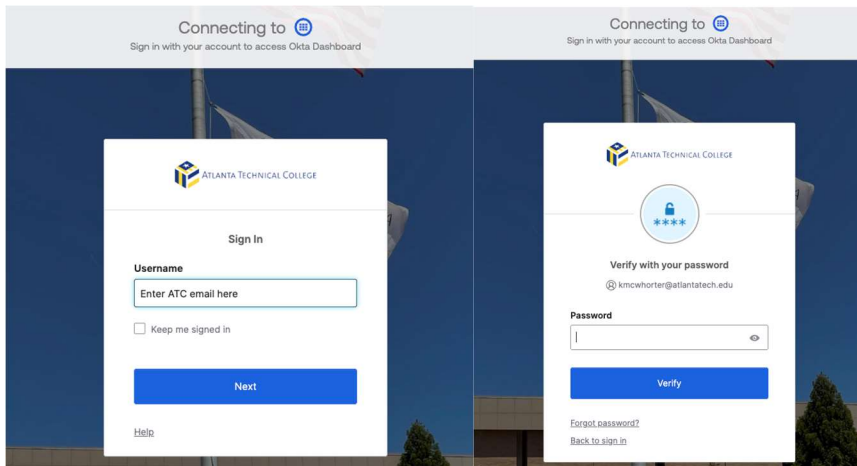 Connecting to
Sign in with your account to access Okta Dashboard
ATLANTA TECHNICAL COLLEGE
Sign In
Username
Enter ATC email here
Keep me signed in
Next
Help
Connecting to
Sign in with your account to access Okta Dashboard
ATLANTA TECHNICAL COLLEGE
****
Verify with your password
kmcwhorter@atlantatech.edu
Password
Verify
Forgot password?
Back to sign in